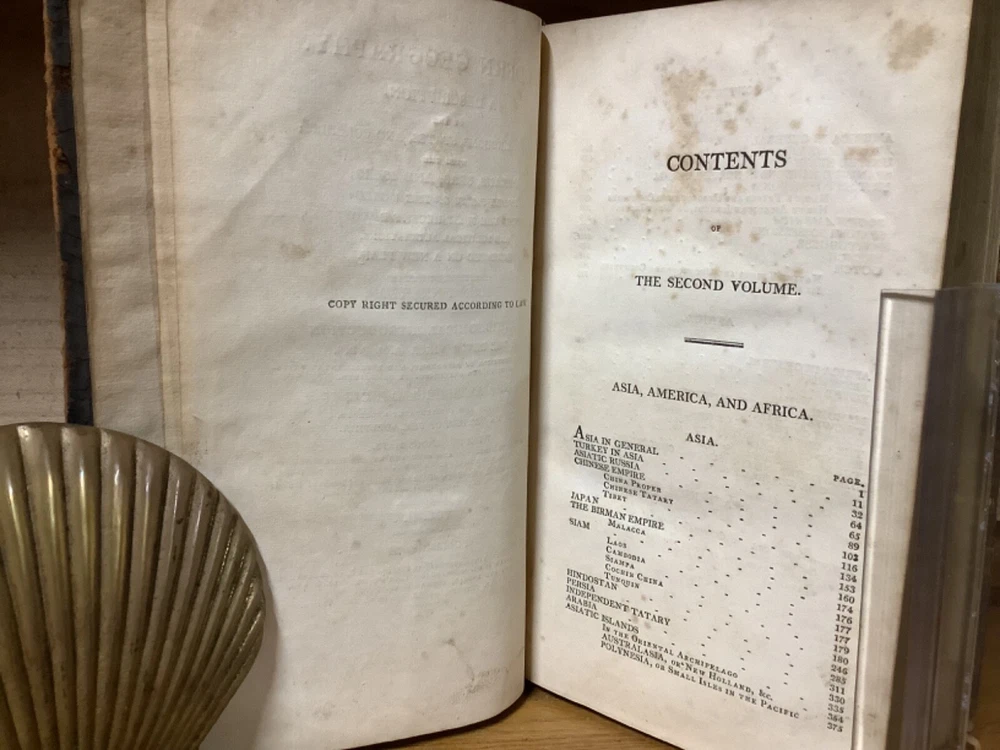 COPY RIGHT SECURED ACCORDING TO LAW
CONTENTS
OF
THE SECOND VOLUME.
ASIA, AMERICA, AND AFRICA.
ASIA.
PAGE.
ASIA IN GENERAL 1
TURKEY IN ASIA 11
ASIATIC RUSSIA 32
CHINESE EMPIRE 64
CHINA PROPER 65
CHINESE TATARY 89
TIBET 102
JAPAN 116
THE BIRMAN EMPIRE 134
MALACCA 153
SIAM 160
LAOS 174
CAMBODIA 176
SIAMPA 177
COCHIN CHINA 177
TUNQUIN 179
HINDOSTAN 180
PERSIA 246
INDEPENDENT TATARY 285
ARABIA 311
ASIATIC ISLANDS 330
IN THE ORIENTAL ARCHIPELAGO 335
AUSTRALASIA, OR NEW HOLLAND, &c. 354
POLYNESIA, OR SMALL ISLES IN THE PACIFIC 375